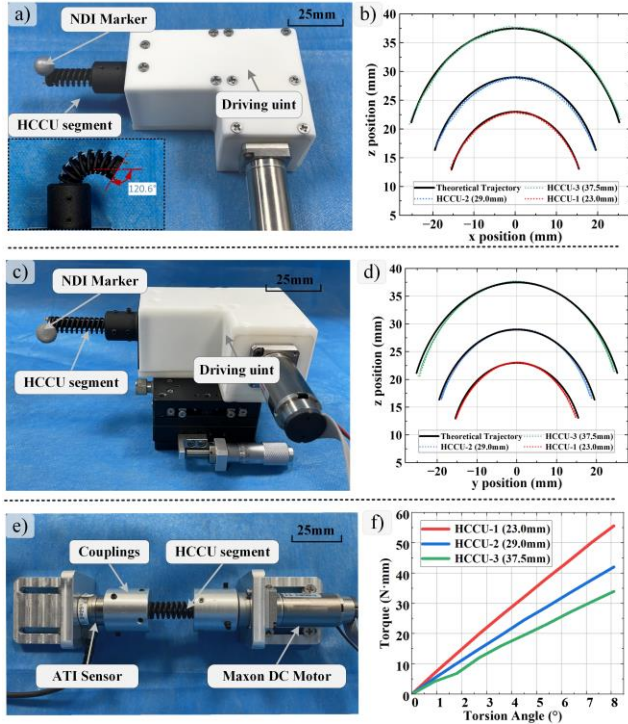 a)
NDI Marker
25mm
HCCU segment
Driving uint
120.6°
b)
z position (mm)
40
35
30
25
20
15
10
5
Theoretical Trajectory
HCCU-3 (37.5mm)
HCCU-2 (29.0mm)
HCCU-1 (23.0mm)
−20
−10
0
10
20
x position (mm)
c)
NDI Marker
25mm
HCCU segment
Driving uint
d)
z position (mm)
40
35
30
25
20
15
10
5
Theoretical Trajectory
HCCU-3 (37.5mm)
HCCU-2 (29.0mm)
HCCU-1 (23.0mm)
−20
−10
0
10
20
y position (mm)
e)
25mm
Couplings
HCCU segment
ATI Sensor
Maxon DC Motor
f)
Torque (N·mm)
60
50
40
30
20
10
0
HCCU-1 (23.0mm)
HCCU-2 (29.0mm)
HCCU-3 (37.5mm)
0
1
2
3
4
5
6
7
8
Torsion Angle (°)